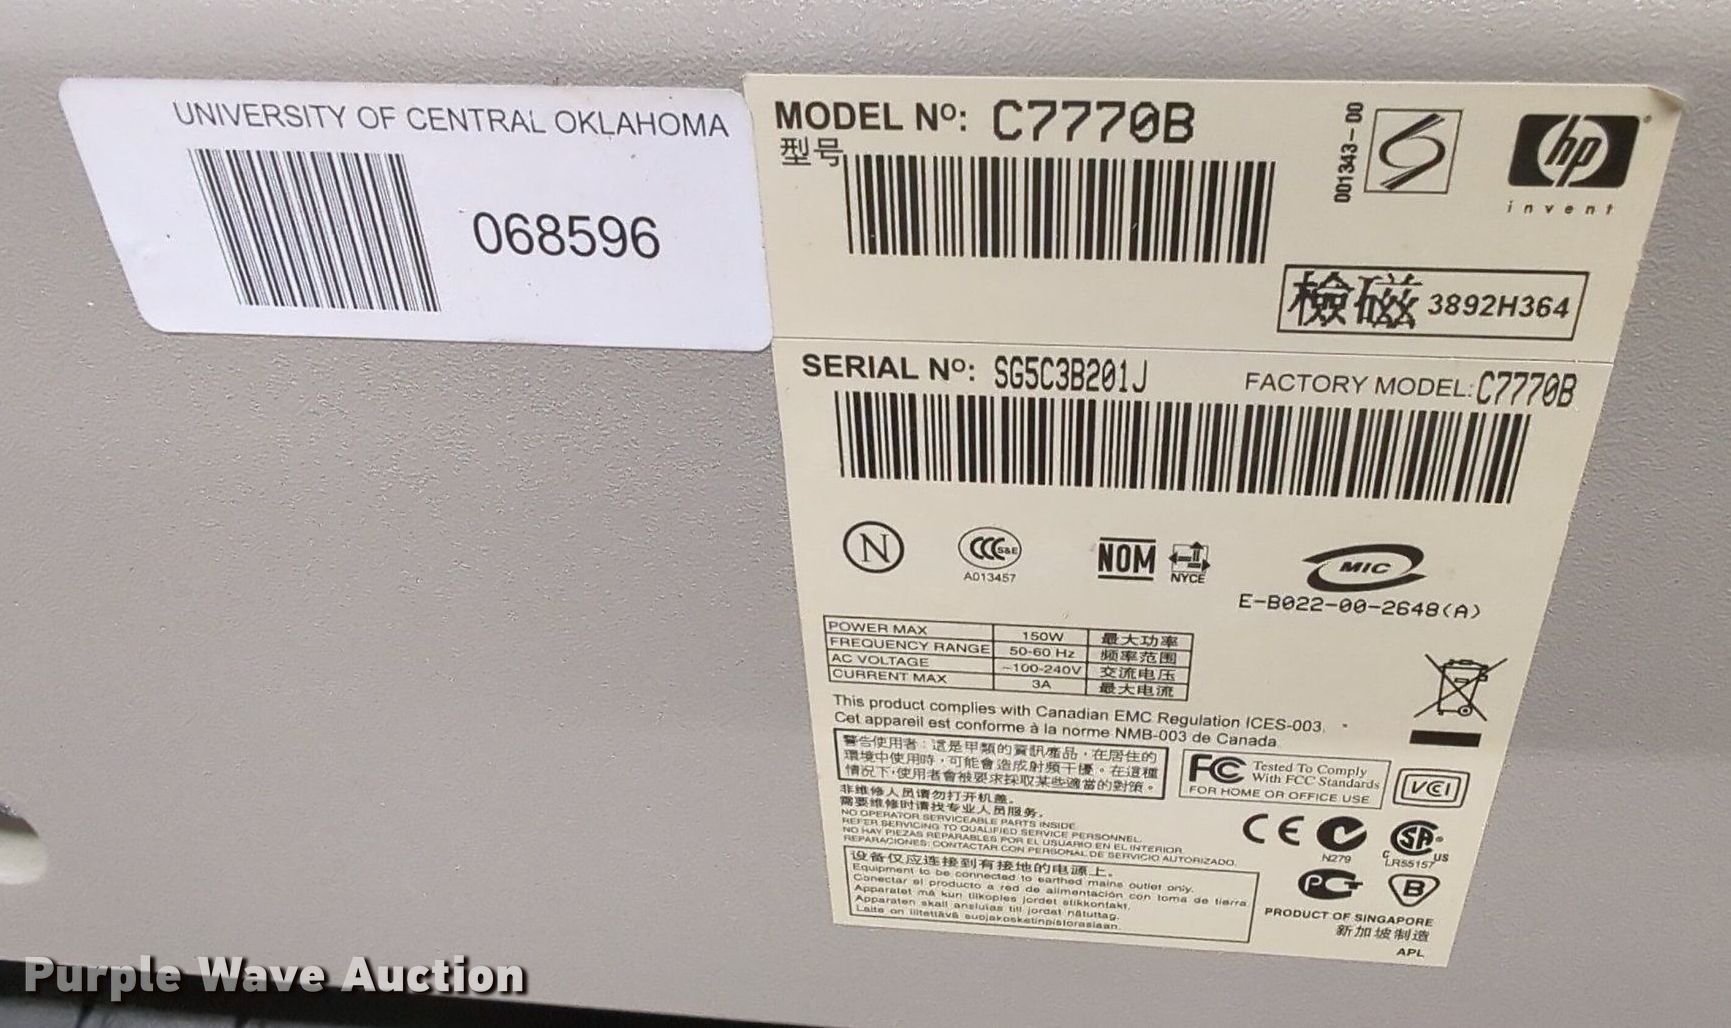 UNIVERSITY OF CENTRAL OKLAHOMA
068596
MODEL Nº: C7770B
型号
001343-00
hp
invent
檢磁 3892H364
SERIAL Nº: SG5C3B201J
FACTORY MODEL: C7770B
N
CCC S&E
A013457
NOM
NYCE
MIC
E-B022-00-2648(A)
POWER MAX 150W 最大功率
FREQUENCY RANGE 50-60 Hz 频率范围
AC VOLTAGE ~100-240V 交流电压
CURRENT MAX 3A 最大电流
This product complies with Canadian EMC Regulation ICES-003.
Cet appareil est conforme à la norme NMB-003 de Canada
警告使用者：這是甲類的資訊產品，在居住的
環境中使用時，可能會造成射頻干擾。在這種
情況下，使用者會被要求採取某些適當的對策。
FC Tested To Comply
With FCC Standards
FOR HOME OR OFFICE USE
VCI
非维修人员请勿打开机盖。
需要维修时请找专业人员服务。
NO OPERATOR SERVICEABLE PARTS INSIDE
REFER SERVICING TO QUALIFIED SERVICE PERSONNEL.
NO HAY PIEZAS REPARABLES POR EL USUARIO EN EL INTERIOR
REPARACIONES: CONTACTAR CON PERSONAL DE SERVICIO AUTORIZADO.
CE
N279
SA
C US
LR55157
设备仅应连接到有接地的电源上。
Equipment to be connected to earthed mains outlet only.
Conectar el producto a red de alimentación con toma de tierra.
Apparatet må kun tilkoples jordet stikkontakt.
Apparaten skall anslutas till jordat nätuttag.
Laite on liitettävä suojakosketinpistorasiaan.
B
PRODUCT OF SINGAPORE
新加坡制造
APL
Purple Wave Auction